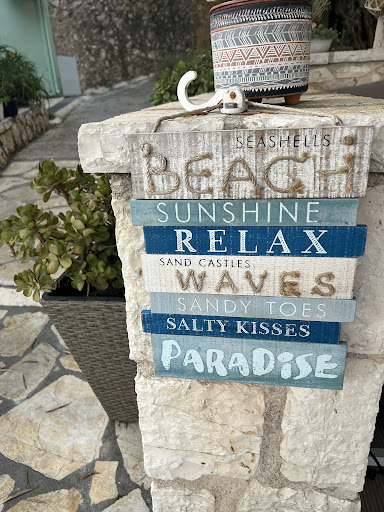 SEASHELLS
BEACH
SUNSHINE
RELAX
SAND CASTLES
WAVES
SANDY TOES
SALTY KISSES
PARADiSE